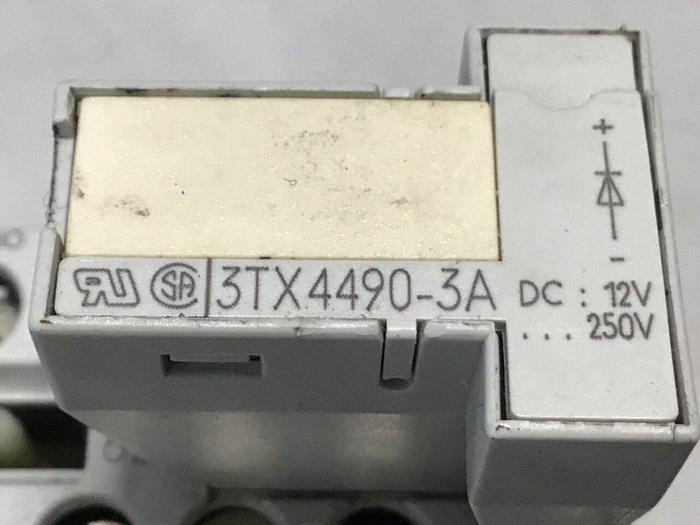 3TX4490-3A
+
-
DC: 12V
... 250V